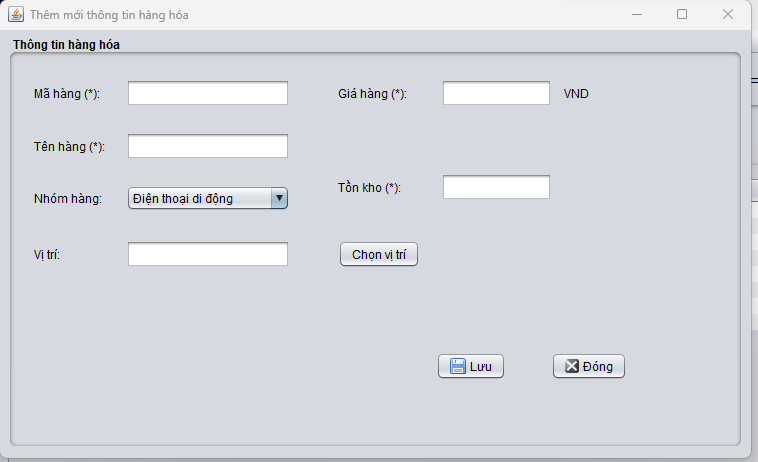 Thêm mới thông tin hàng hóa
Thông tin hàng hóa
Mã hàng (*): Giá hàng (*): VND
Tên hàng (*):
Tồn kho (*):
Nhóm hàng: Điện thoại di động
Vị trí: Chọn vị trí
Lưu Đóng